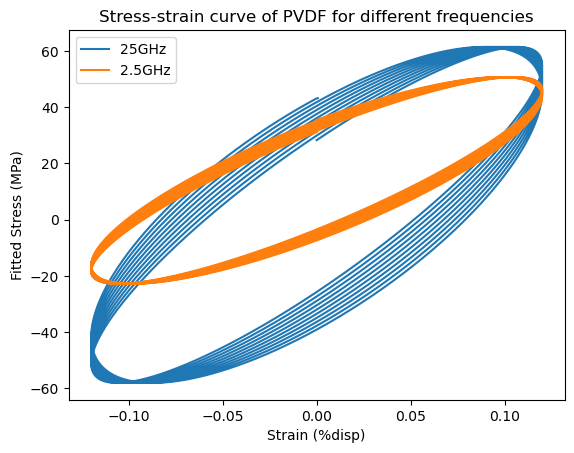 Stress-strain curve of PVDF for different frequencies
25GHz
2.5GHz
60
40
20
0
−20
−40
−60
Fitted Stress (MPa)
−0.10
−0.05
0.00
0.05
0.10
Strain (%disp)